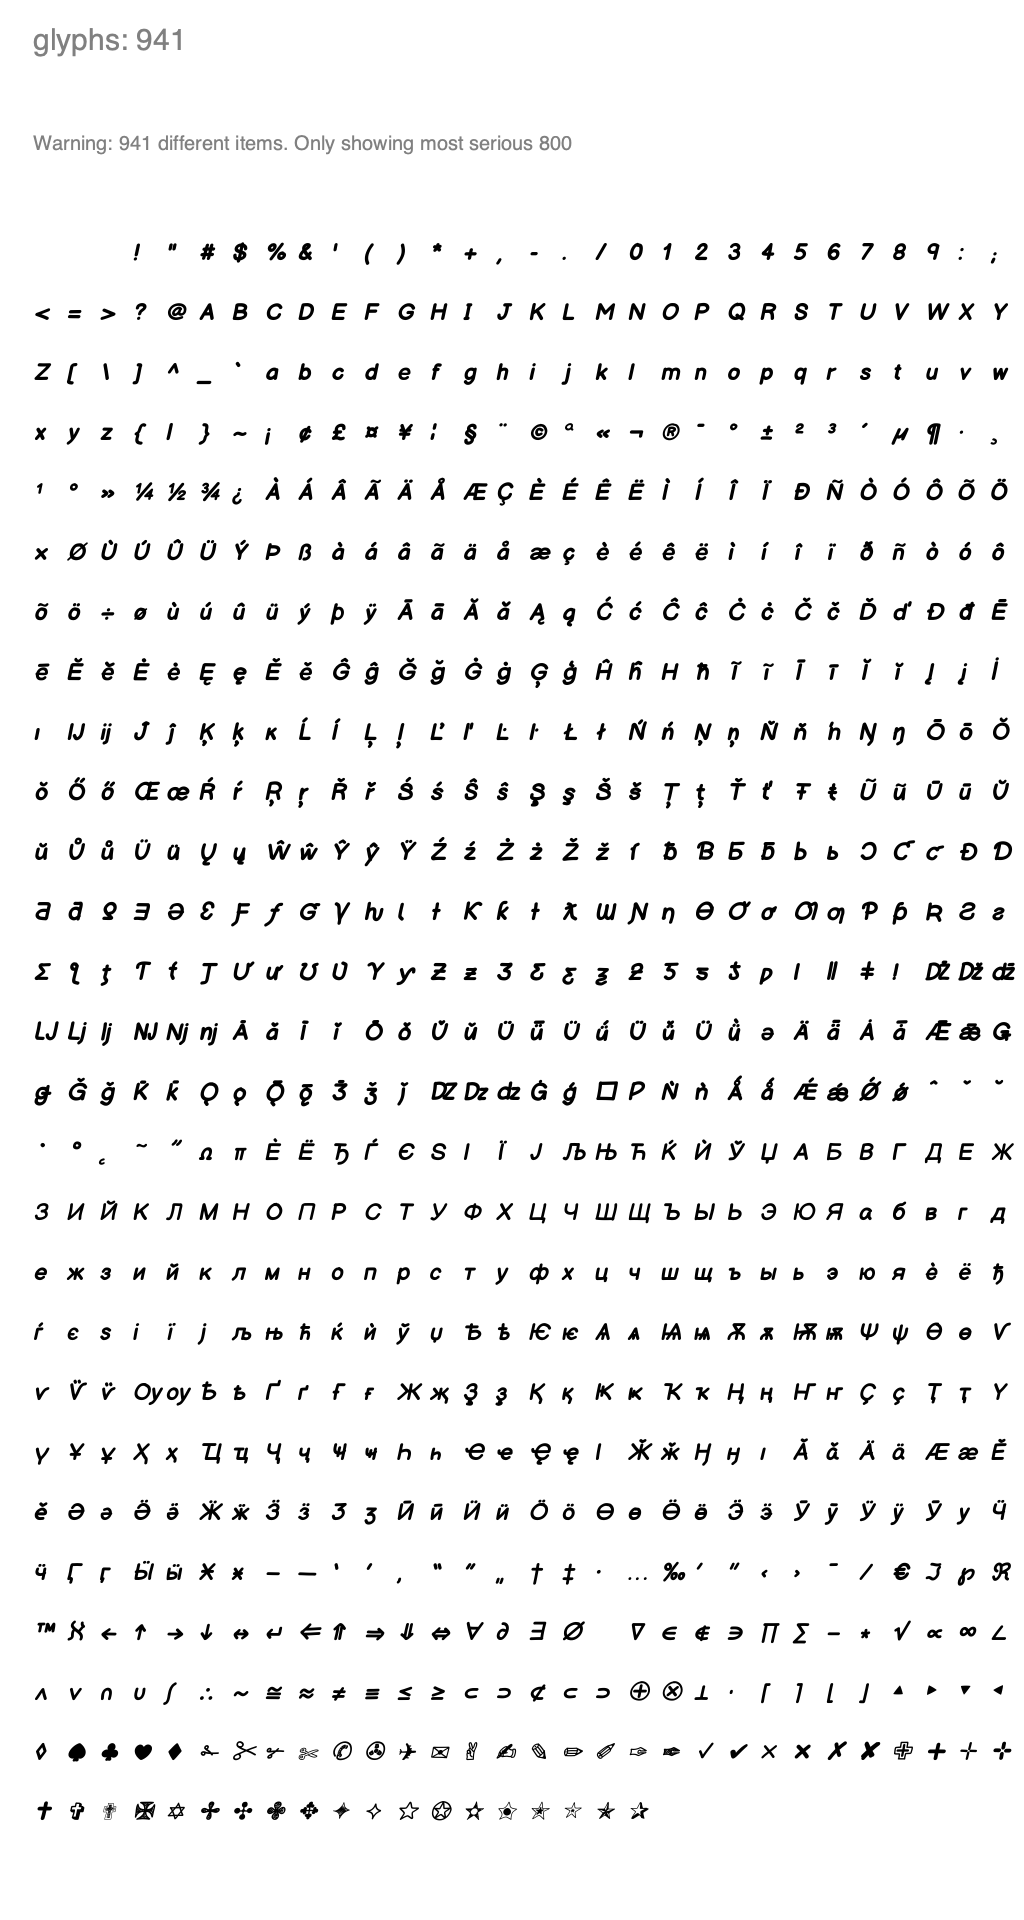 glyphs: 941
Warning: 941 different items. Only showing most serious 800
! " # $ % & ' ( ) * + , - . / 0 1 2 3 4 5 6 7 8 9 : ;
< = > ? @ A B C D E F G H I J K L M N O P Q R S T U V W X Y
Z [ \ ] ^ _ ` a b c d e f g h i j k l m n o p q r s t u v w
x y z { | } ~ ¡ ¢ £ ¤ ¥ ¦ § ¨ © ª « ¬ ® ¯ ° ± ² ³ ´ µ ¶ · ¸
¹ º » ¼ ½ ¾ ¿ À Á Â Ã Ä Å Æ Ç È É Ê Ë Ì Í Î Ï Ð Ñ Ò Ó Ô Õ Ö
× Ø Ù Ú Û Ü Ý Þ ß à á â ã ä å æ ç è é ê ë ì í î ï ð ñ ò ó ô
õ ö ÷ ø ù ú û ü ý þ ÿ Ā ā Ă ă Ą ą Ć ć Ĉ ĉ Ċ ċ Č č Ď ď Đ đ Ē
ē Ĕ ĕ Ė ė Ę ę Ě ě Ĝ ĝ Ğ ğ Ġ ġ Ģ ģ Ĥ ĥ Ħ ħ Ĩ ĩ Ī ī Ĭ ĭ Į į İ
ı Ĳ ĳ Ĵ ĵ Ķ ķ ĸ Ĺ ĺ Ļ ļ Ľ ľ Ŀ ŀ Ł ł Ń ń Ņ ņ Ň ň ŉ Ŋ ŋ Ō ō Ŏ
ŏ Ő ő Œ œ Ŕ ŕ Ŗ ŗ Ř ř Ś ś Ŝ ŝ Ş ş Š š Ţ ţ Ť ť Ŧ ŧ Ũ ũ Ū ū Ŭ
ŭ Ů ů Ű ű Ų ų Ŵ ŵ Ŷ ŷ Ÿ Ź ź Ż ż Ž ž ſ ƀ Ɓ Ƃ ƃ Ƅ ƅ Ɔ Ƈ ƈ Ɖ Ɗ
Ƌ ƌ ƍ Ǝ Ə Ɛ Ƒ ƒ Ɠ Ɣ ƕ Ɩ Ɨ Ƙ ƙ ƚ ƛ Ɯ Ɲ ƞ Ɵ Ơ ơ Ƣ ƣ Ƥ ƥ Ʀ Ƨ ƨ
Ʃ ƪ ƫ Ƭ ƭ Ʈ Ư ư Ʊ Ʋ Ƴ ƴ Ƶ ƶ Ʒ Ƹ ƹ ƺ ƻ Ƽ ƽ ƾ ƿ ǀ ǁ ǂ ǃ Ǆ ǅ ǆ
Ǉ ǈ ǉ Ǌ ǋ ǌ Ǎ ǎ Ǐ ǐ Ǒ ǒ Ǔ ǔ Ǖ ǖ Ǘ ǘ Ǚ ǚ Ǜ ǜ ǝ Ǟ ǟ Ǡ ǡ Ǣ ǣ Ǥ
ǥ Ǧ ǧ Ǩ ǩ Ǫ ǫ Ǭ ǭ Ǯ ǯ ǰ Ǳ ǲ ǳ Ǵ ǵ □ Ƿ Ǹ ǹ Ǻ ǻ Ǽ ǽ Ǿ ǿ ˆ ˇ ˘
˙ ˚ ˛ ˜ ˝ Ω π Ѐ Ё Ђ Ѓ Є Ѕ І Ї Ј Љ Њ Ћ Ќ Ѝ Ў Џ А Б В Г Д Е Ж
З И Й К Л М Н О П Р С Т У Ф Х Ц Ч Ш Щ Ъ Ы Ь Э Ю Я а б в г д
е ж з и й к л м н о п р с т у ф х ц ч ш щ ъ ы ь э ю я ѐ ё ђ
ѓ є ѕ і ї ј љ њ ћ ќ ѝ ў џ Ѣ ѣ Ѥ ѥ Ѧ ѧ Ѩ ѩ Ѫ ѫ Ѭ ѭ Ѱ ѱ Ѳ ѳ Ѵ
ѵ Ѷ ѷ Ѹ ѹ Ҍ ҍ Ґ ґ Ғ ғ Җ җ Ҙ ҙ Қ қ Ҝ ҝ Ҡ ҡ Ң ң Ҥ ҥ Ҫ ҫ Ҭ ҭ Ү
ү Ұ ұ Ҳ ҳ Ҵ ҵ Ҷ ҷ Ҹ ҹ Һ һ Ҽ ҽ Ҿ ҿ Ӏ Ӂ ӂ Ӈ ӈ ӏ Ӑ ӑ Ӓ ӓ Ӕ ӕ Ӗ
ӗ Ә ә Ӛ ӛ Ӝ ӝ Ӟ ӟ Ӡ ӡ Ӣ ӣ Ӥ ӥ Ӧ ӧ Ө ө Ӫ ӫ Ӭ ӭ Ӯ ӯ Ӱ ӱ Ӳ ӳ Ӵ
ӵ Ӷ ӷ Ӹ ӹ Ӿ ӿ – — ‘ ’ ‚ “ ” „ † ‡ • … ‰ ′ ″ ‹ › ‾ ⁄ € ℑ ℘ ℜ
™ ℵ ← ↑ → ↓ ↔ ↵ ⇐ ⇑ ⇒ ⇓ ⇔ ∀ ∂ ∃ ∅ ∇ ∈ ∉ ∋ ∏ ∑ − ∗ √ ∝ ∞ ∠
∧ ∨ ∩ ∪ ∫ ∴ ∼ ≅ ≈ ≠ ≡ ≤ ≥ ⊂ ⊃ ⊄ ⊂ ⊃ ⊕ ⊗ ⊥ ⋅ ⌈ ⌉ ⌊ ⌋ ▲ ► ▼ ◄
◊ ♠ ♣ ♥ ♦ ✁ ✂ ✃ ✄ ✆ ✇ ✈ ✉ ✌ ✍ ✎ ✏ ✐ ✑ ✒ ✓ ✔ ✕ ✖ ✗ ✘ ✙ ✚ ✛ ✜
✝ ✞ ✟ ✠ ✡ ✢ ✣ ✤ ✥ ✦ ✧ ✩ ✪ ✫ ✬ ✭ ✮ ✯ ✰